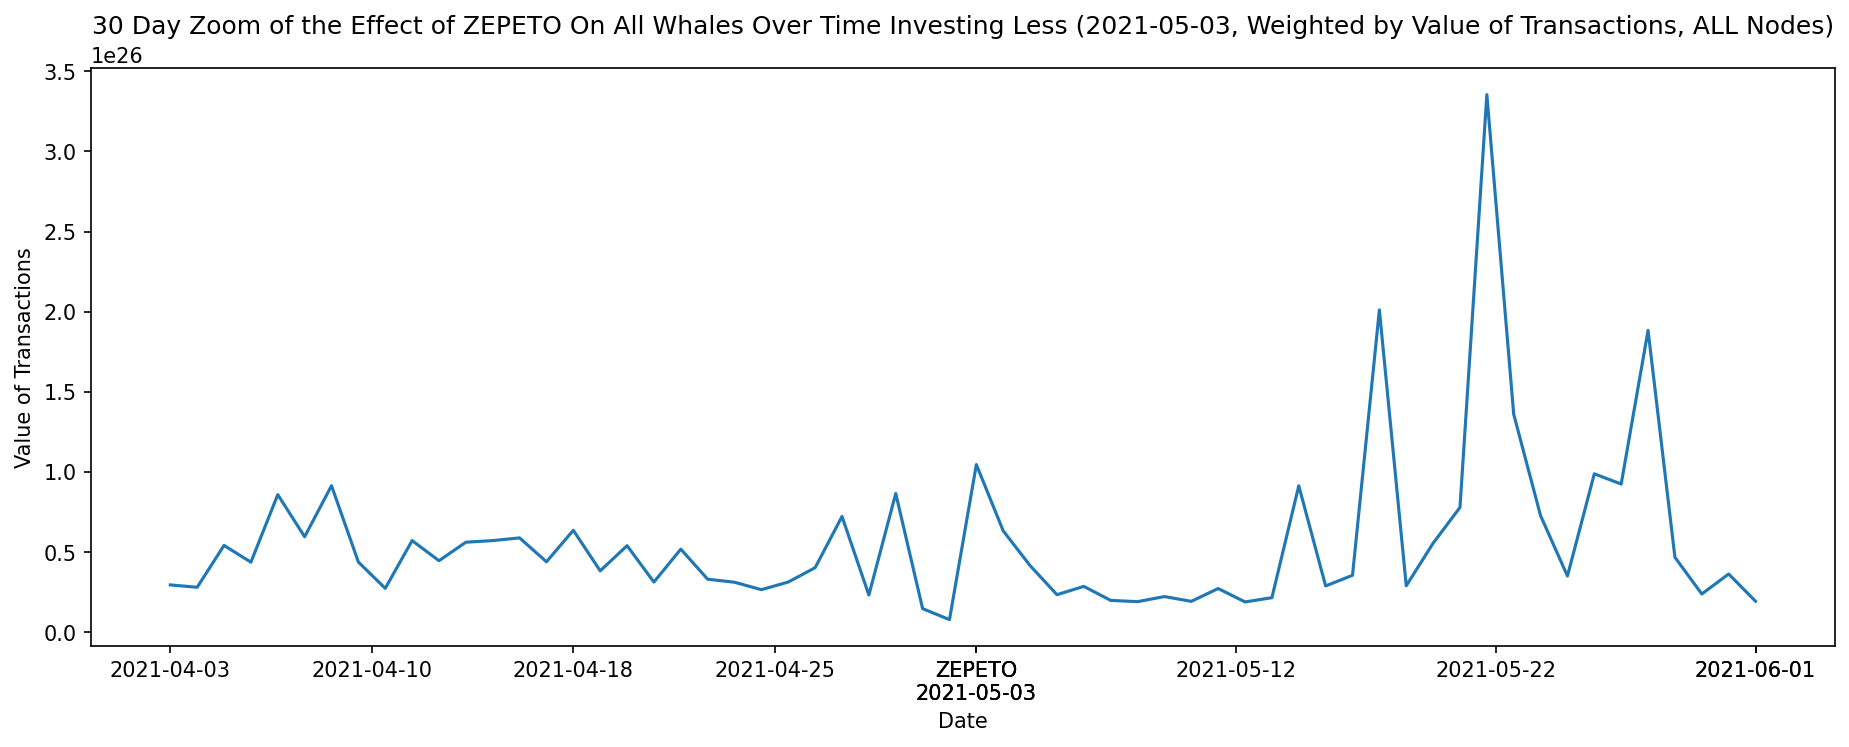 30 Day Zoom of the Effect of ZEPETO On All Whales Over Time Investing Less (2021-05-03, Weighted by Value of Transactions, ALL Nodes)
1e26
3.5
3.0
2.5
2.0
1.5
1.0
0.5
0.0
Value of Transactions
2021-04-03 2021-04-10 2021-04-18 2021-04-25 ZEPETO 2021-05-12 2021-05-22 2021-06-01
2021-05-03
Date